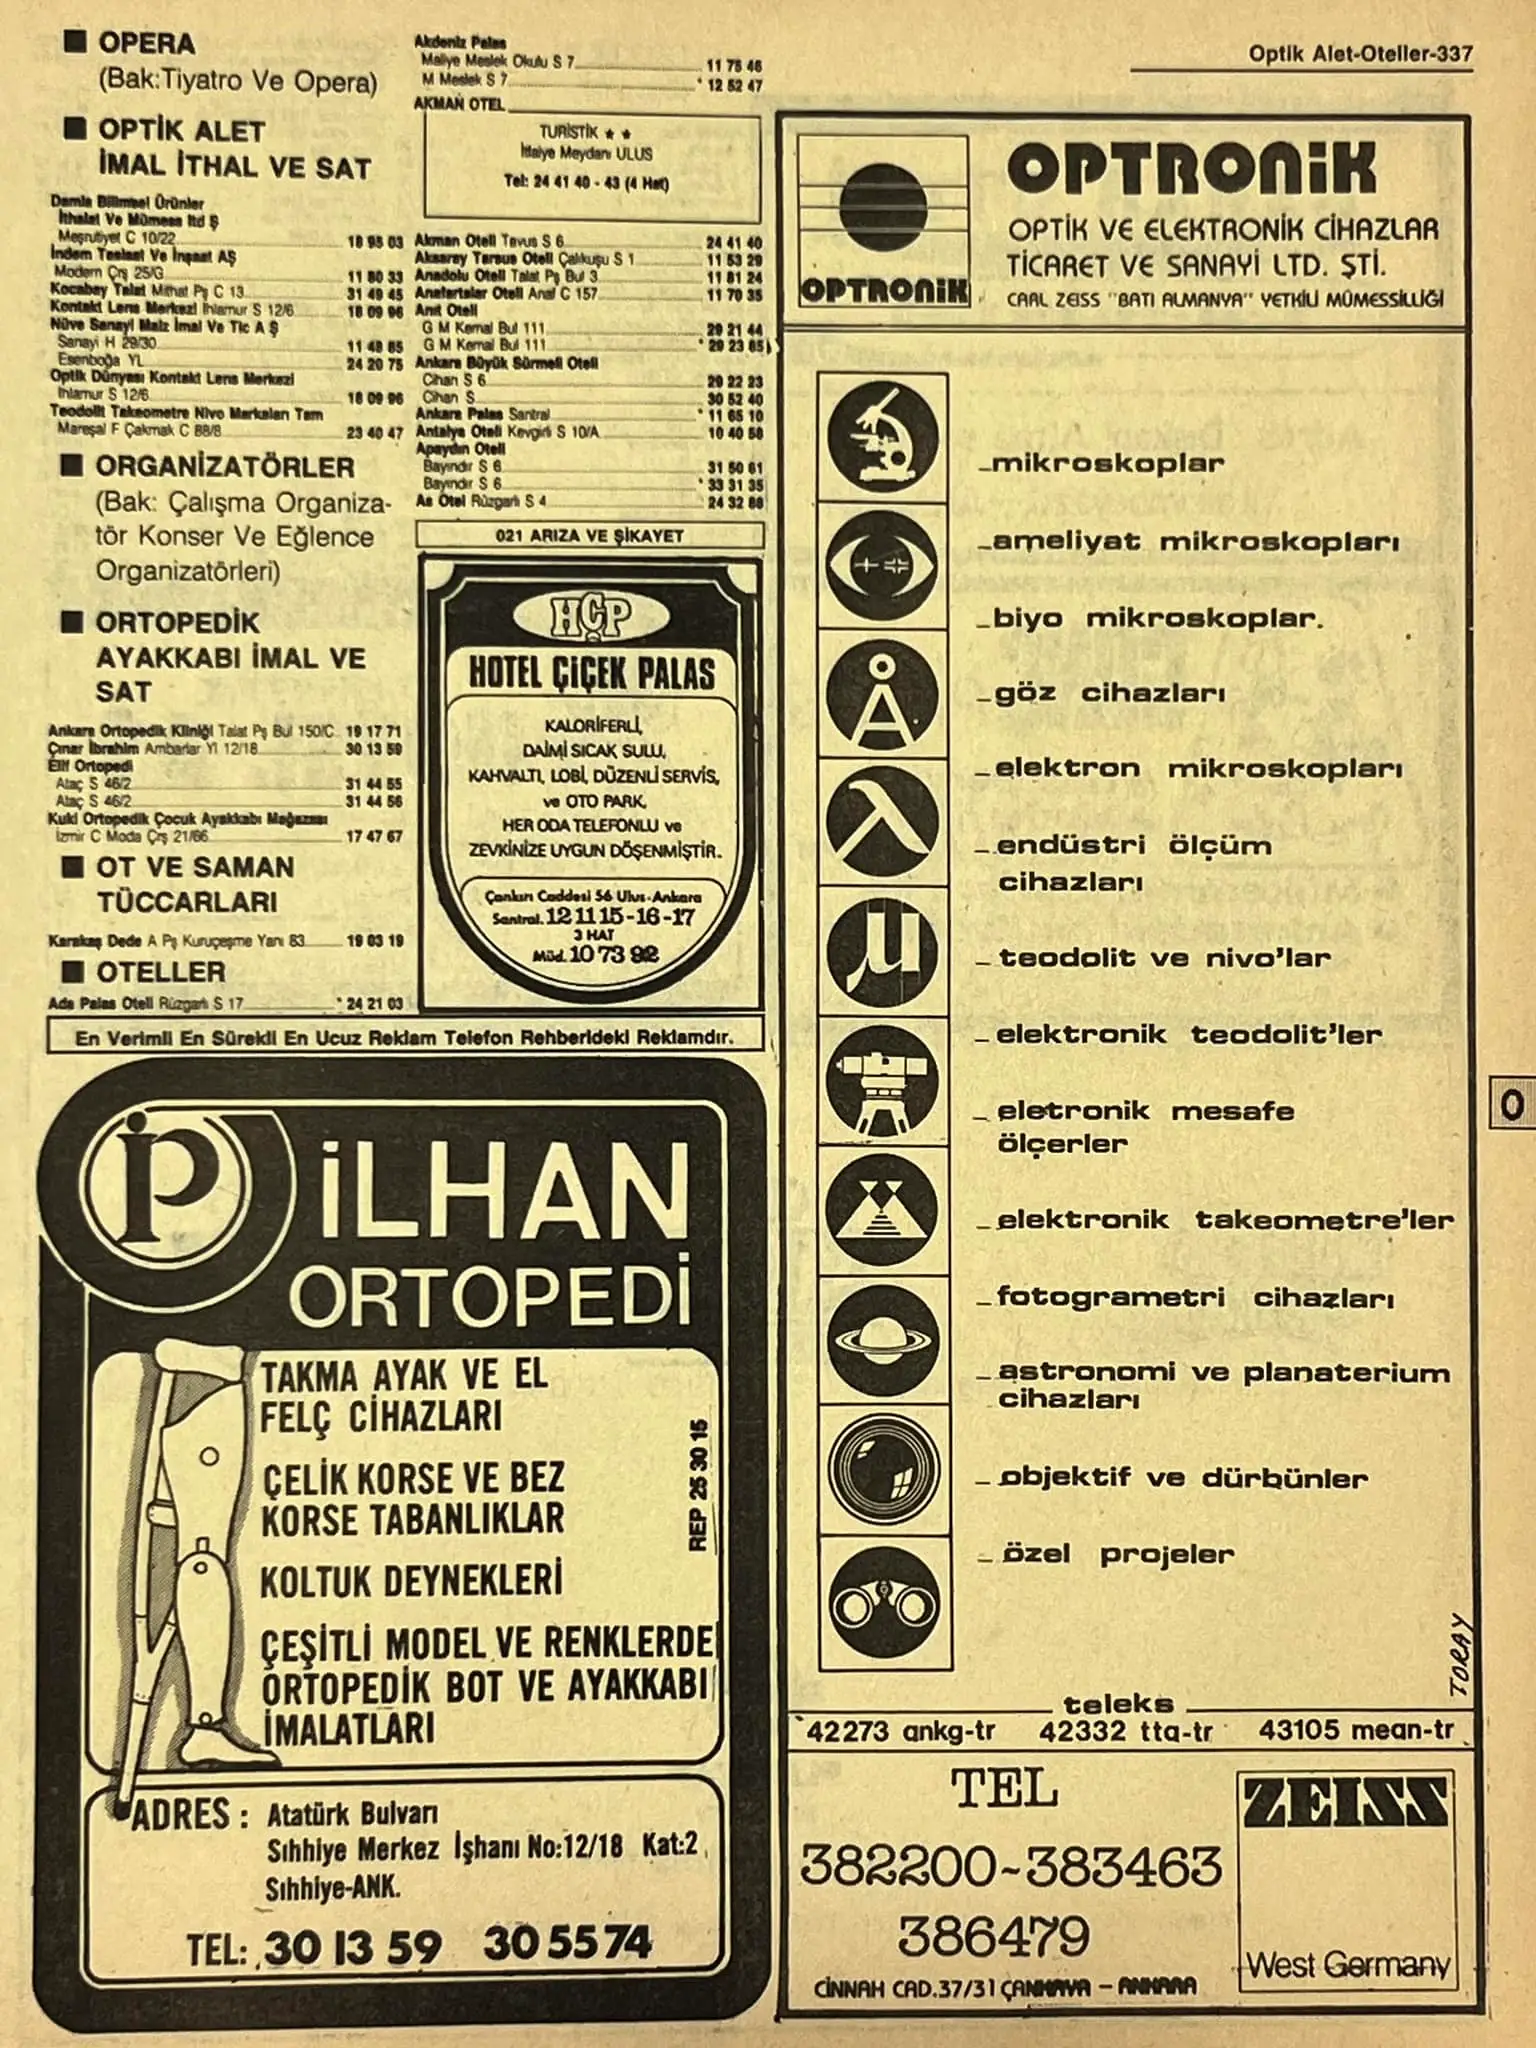 Optik Alet-Oteller-337
■ OPERA
(Bak:Tiyatro Ve Opera)
■ OPTİK ALET
İMAL İTHAL VE SAT
Damla Bilimsel Ürünler
İthalat Ve Mümess ltd Ş
Meşrutiyet C 10/22 18 95 03
İndem Tesisat Ve İnşaat AŞ
Modern Çrş 25/G 11 80 33
Kocabay Talat Mithat Pş C 13 31 49 45
Kontakt Lens Merkezi Ihlamur S 12/6 18 09 96
Nüve Sanayi Malz İmal Ve Tic A Ş
Sanayi H 29/30 11 48 85
Esenboğa YL 24 20 75
Optik Dünyası Kontakt Lens Merkezi
Ihlamur S 12/6 18 09 96
Teodolit Takeometre Nivo Markaları Tam
Mareşal F Çakmak C 88/8 23 40 47
■ ORGANİZATÖRLER
(Bak: Çalışma Organiza-
tör Konser Ve Eğlence
Organizatörleri)
■ ORTOPEDİK
AYAKKABI İMAL VE
SAT
Ankara Ortopedik Kliniği Talat Pş Bul 150/C 19 17 71
Çınar İbrahim Ambarlar Yl 12/18 30 13 59
Elif Ortopedi
Ataç S 46/2 31 44 55
Ataç S 46/2 31 44 56
Kuki Ortopedik Çocuk Ayakkabı Mağazası
İzmir C Moda Çrş 21/66 17 47 67
■ OT VE SAMAN
TÜCCARLARI
Karakaş Dede A Pş Kuruçeşme Yanı 83 19 03 19
■ OTELLER
Ada Palas Oteli Rüzgarlı S 17 * 24 21 03
Akdeniz Palas
Maliye Meslek Okulu S 7 11 75 46
M Meslek S 7 * 12 52 47
AKMAN OTEL
TURİSTİK ★ ★
İtfaiye Meydanı ULUS
Tel: 24 41 40 - 43 (4 Hat)
Akman Oteli Tavus S 6 24 41 40
Aksaray Tarsus Oteli Çalıkuşu S 1 11 53 29
Anadolu Oteli Talat Pş Bul 3 11 81 24
Anafartalar Oteli Anaf C 157 11 70 35
Anıt Oteli
G M Kemal Bul 111 29 21 44
G M Kemal Bul 111 * 29 23 85
Ankara Büyük Sürmeli Oteli
Cihan S 6 29 22 23
Cihan S 30 52 40
Ankara Palas Santral * 11 65 10
Antalya Oteli Kevgirli S 10/A 10 40 58
Apaydın Oteli
Bayındır S 6 31 50 61
Bayındır S 6 * 33 31 35
As Otel Rüzgarlı S 4 24 32 88
021 ARIZA VE ŞİKAYET
HÇP
HOTEL ÇİÇEK PALAS
KALORİFERLİ,
DAİMİ SICAK SULU,
KAHVALTI, LOBİ, DÜZENLİ SERVİS,
ve OTO PARK,
HER ODA TELEFONLU ve
ZEVKİNİZE UYGUN DÖŞENMİŞTİR.
Çankırı Caddesi 56 Ulus-Ankara
Santral. 12 11 15-16-17
3 HAT
Müd. 10 73 92
En Verimli En Sürekli En Ucuz Reklam Telefon Rehberideki Reklamdır.
ip
İLHAN
ORTOPEDİ
TAKMA AYAK VE EL
FELÇ CİHAZLARI
ÇELİK KORSE VE BEZ
KORSE TABANLIKLAR
KOLTUK DEYNEKLERİ
ÇEŞİTLİ MODEL VE RENKLERDE
ORTOPEDİK BOT VE AYAKKABI
İMALATLARI
REP 25 30 15
ADRES : Atatürk Bulvarı
Sıhhiye Merkez İşhanı No:12/18 Kat:2
Sıhhiye-ANK.
TEL: 30 13 59 30 55 74
OPTRONiK
OPTRONiK
OPTİK VE ELEKTRONİK CİHAZLAR
TİCARET VE SANAYİ LTD. ŞTİ.
CARL ZEISS "BATI ALMANYA" YETKİLİ MÜMESSİLLİĞİ
Å
λ
μ
_mikroskoplar
_ameliyat mikroskopları
_biyo mikroskoplar.
_göz cihazları
_elektron mikroskopları
_endüstri ölçüm
cihazları
_teodolit ve nivo'lar
_elektronik teodolit'ler
_eletronik mesafe
ölçerler
_elektronik takeometre'ler
_fotogrametri cihazları
_astronomi ve planaterium
cihazları
_objektif ve dürbünler
_özel projeler
TORAY
teleks
42273 ankg-tr 42332 tta-tr 43105 mean-tr
TEL
382200~383463
386479
CİNNAH CAD.37/31 ÇANKAYA – ANKARA
ZEISS
West Germany
O